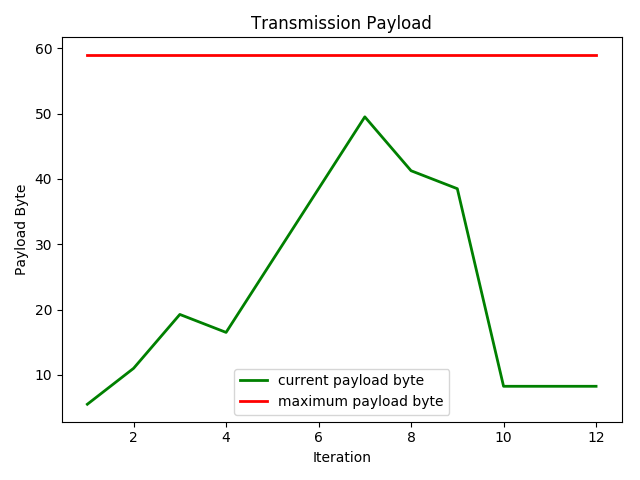 Transmission Payload
60
50
40
30
20
10
Payload Byte
current payload byte
maximum payload byte
2 4 6 8 10 12
Iteration